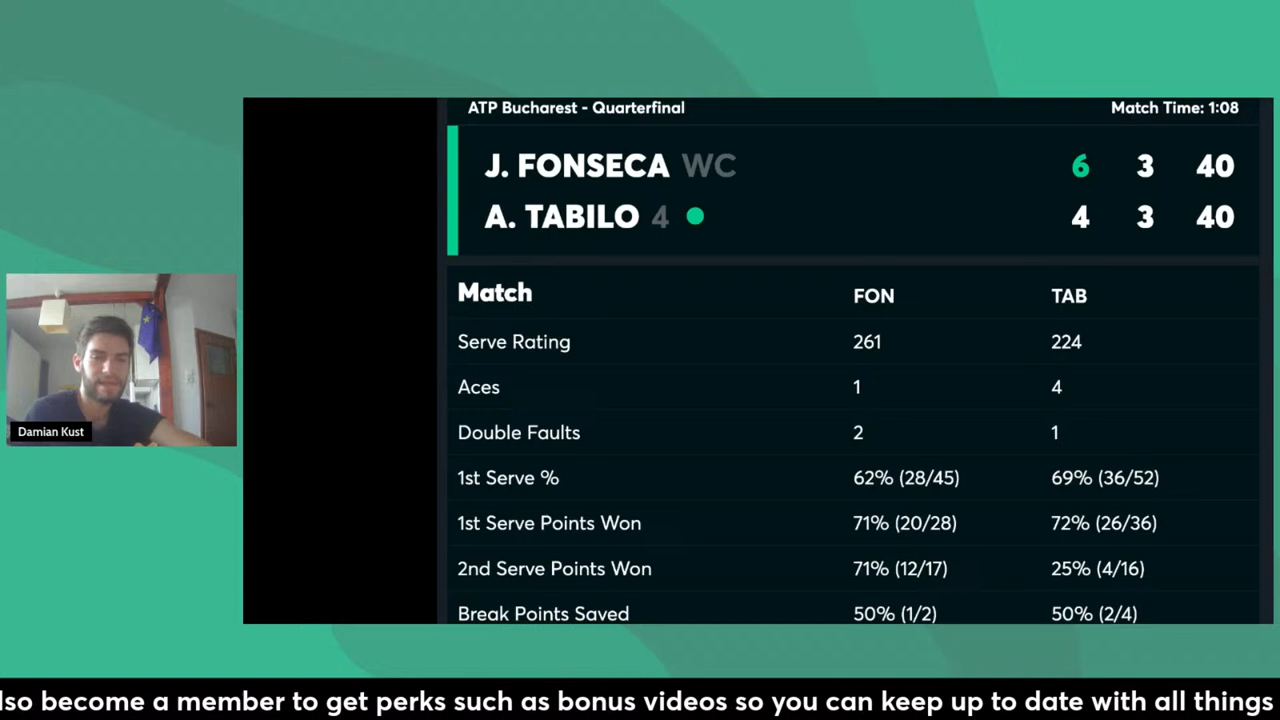 ATP Bucharest - Quarterfinal Match Time: 1:08
J. FONSECA WC 6 3 40
A. TABILO 4 4 3 40
Match FON TAB
Serve Rating 261 224
Aces 1 4
Double Faults 2 1
1st Serve % 62% (28/45) 69% (36/52)
1st Serve Points Won 71% (20/28) 72% (26/36)
2nd Serve Points Won 71% (12/17) 25% (4/16)
Break Points Saved 50% (1/2) 50% (2/4)
Damian Kust
lso become a member to get perks such as bonus videos so you can keep up to date with all things